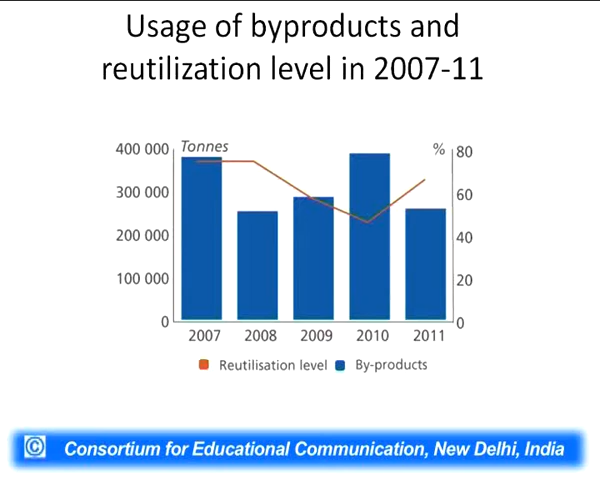 Usage of byproducts and
reutilization level in 2007-11
Tonnes %
400 000 80
300 000 60
200 000 40
100 000 20
0 0
2007 2008 2009 2010 2011
Reutilisation level By-products
© Consortium for Educational Communication, New Delhi, India